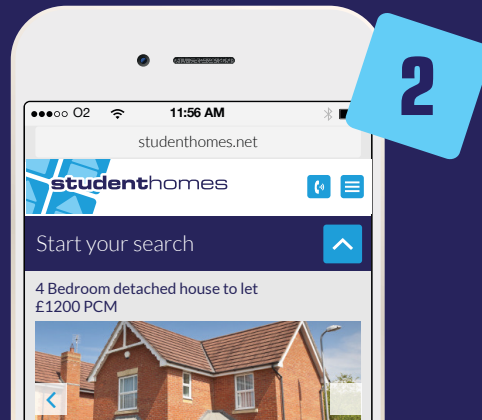 2
●●●○○ O2 11:56 AM
studenthomes.net
studenthomes
Start your search
4 Bedroom detached house to let
£1200 PCM